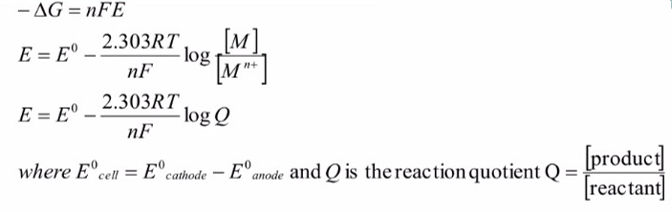 − ΔG = nFE
E = E⁰ − 2.303RT/nF log [M]/[Mⁿ⁺]
E = E⁰ − 2.303RT/nF log Q
where E⁰cell = E⁰cathode − E⁰anode and Q is the reaction quotient Q = [product]/[reactant]